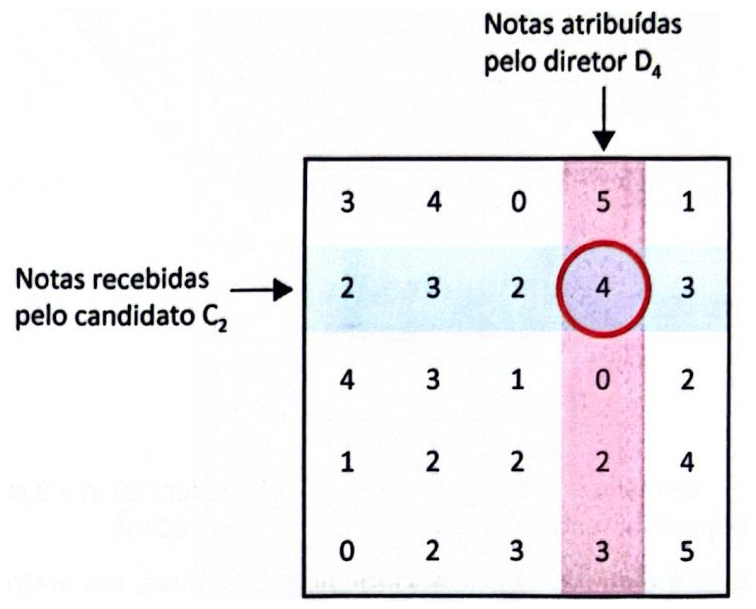 Notas atribuídas
pelo diretor D₄
3 4 0 5 1
Notas recebidas
pelo candidato C₂
2 3 2 4 3
4 3 1 0 2
1 2 2 2 4
0 2 3 3 5